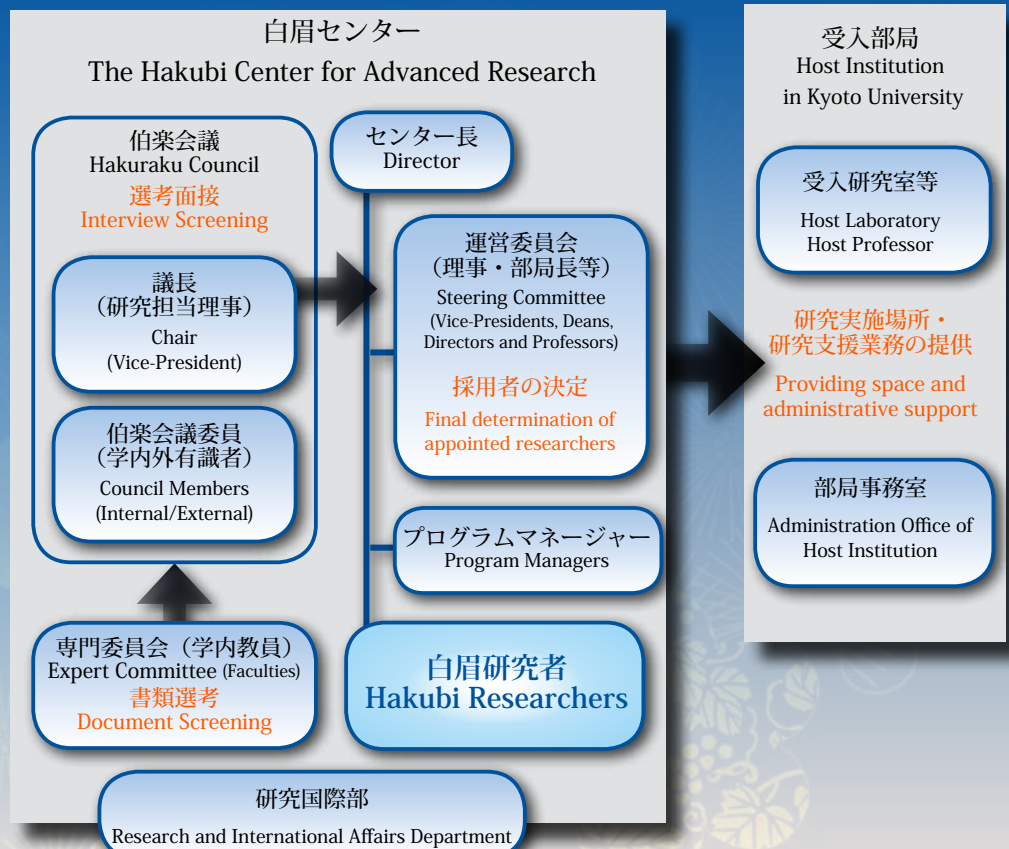 白眉センター
The Hakubi Center for Advanced Research
伯楽会議
Hakuraku Council
選考面接
Interview Screening
議長
（研究担当理事）
Chair
(Vice-President)
伯楽会議委員
（学内外有識者）
Council Members
(Internal/External)
専門委員会（学内教員）
Expert Committee (Faculties)
書類選考
Document Screening
センター長
Director
運営委員会
（理事・部局長等）
Steering Committee
(Vice-Presidents, Deans,
Directors and Professors)
採用者の決定
Final determination of
appointed researchers
プログラムマネージャー
Program Managers
白眉研究者
Hakubi Researchers
研究国際部
Research and International Affairs Department
受入部局
Host Institution
in Kyoto University
受入研究室等
Host Laboratory
Host Professor
研究実施場所・
研究支援業務の提供
Providing space and
administrative support
部局事務室
Administration Office of
Host Institution